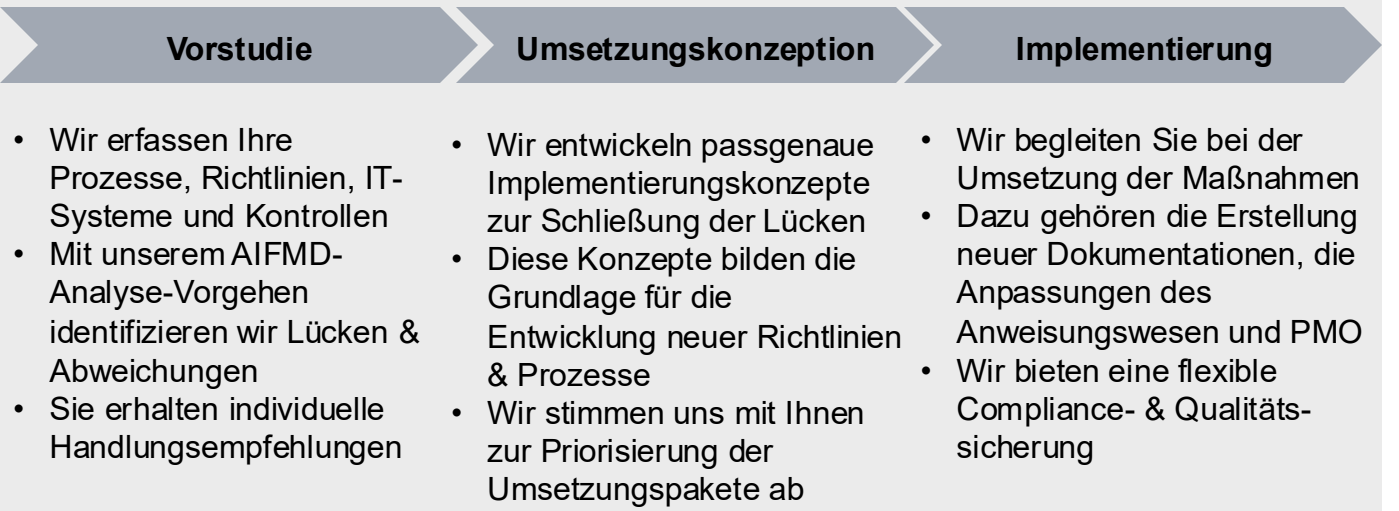 Vorstudie
Umsetzungskonzeption
Implementierung
• Wir erfassen Ihre
Prozesse, Richtlinien, IT-
Systeme und Kontrollen
• Mit unserem AIFMD-
Analyse-Vorgehen
identifizieren wir Lücken &
Abweichungen
• Sie erhalten individuelle
Handlungsempfehlungen
• Wir entwickeln passgenaue
Implementierungskonzepte
zur Schließung der Lücken
• Diese Konzepte bilden die
Grundlage für die
Entwicklung neuer Richtlinien
& Prozesse
• Wir stimmen uns mit Ihnen
zur Priorisierung der
Umsetzungspakete ab
• Wir begleiten Sie bei der
Umsetzung der Maßnahmen
• Dazu gehören die Erstellung
neuer Dokumentationen, die
Anpassungen des
Anweisungswesen und PMO
• Wir bieten eine flexible
Compliance- & Qualitäts-
sicherung